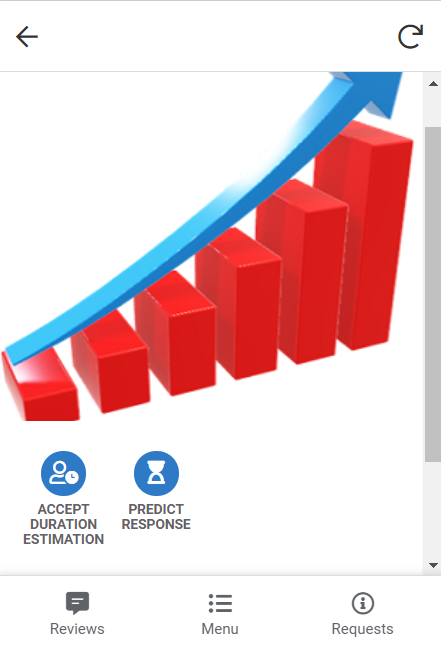 ACCEPT
DURATION
ESTIMATION
PREDICT
RESPONSE
Reviews
Menu
Requests